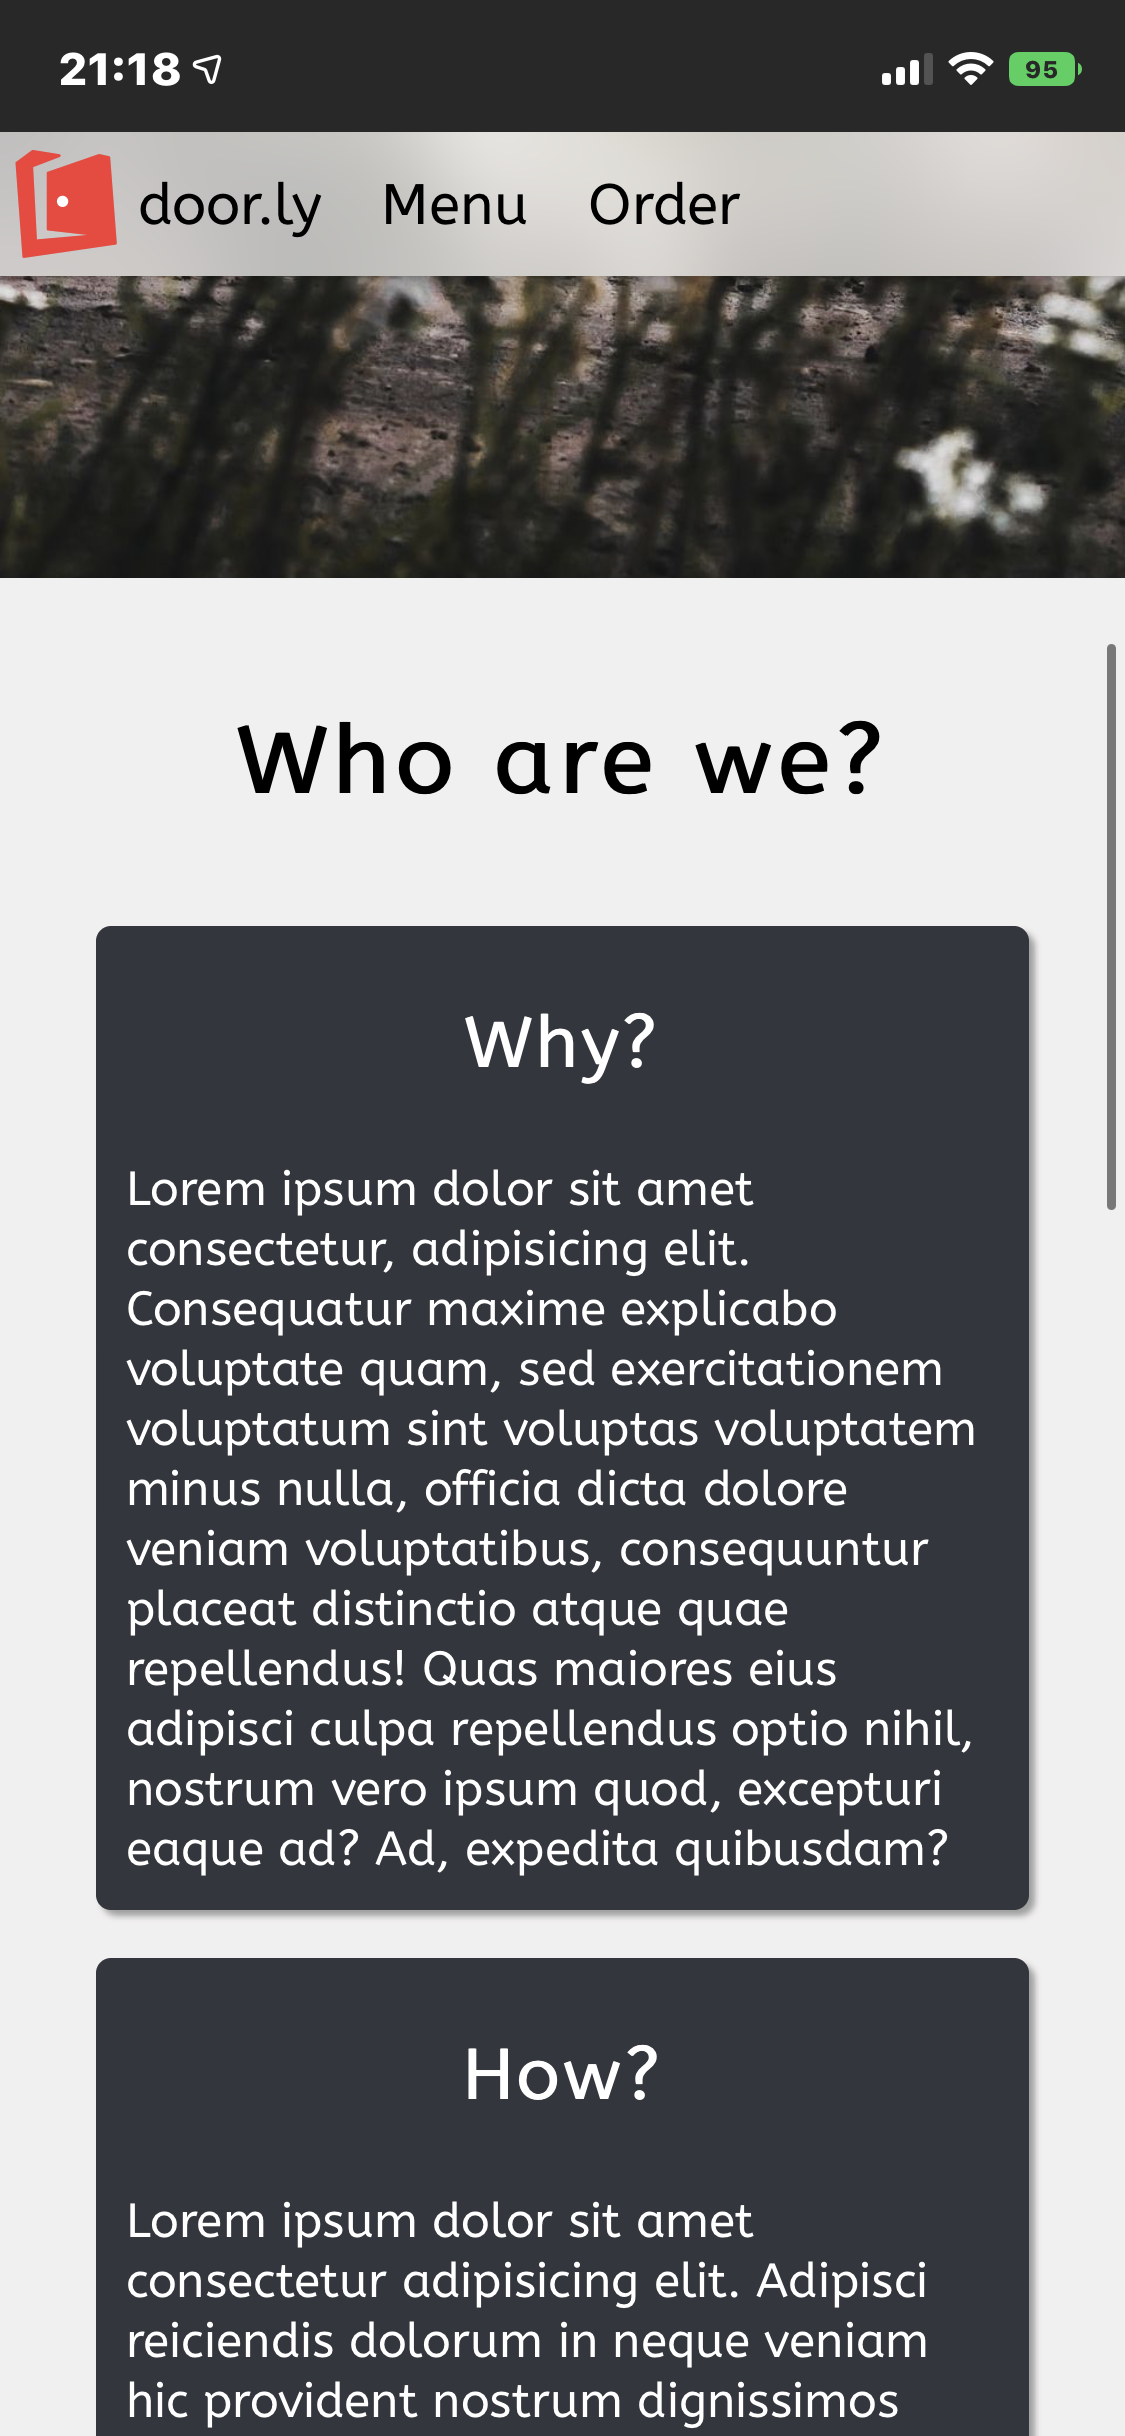 21:18
95
door.ly Menu Order
Who are we?
Why?
Lorem ipsum dolor sit amet
consectetur, adipisicing elit.
Consequatur maxime explicabo
voluptate quam, sed exercitationem
voluptatum sint voluptas voluptatem
minus nulla, officia dicta dolore
veniam voluptatibus, consequuntur
placeat distinctio atque quae
repellendus! Quas maiores eius
adipisci culpa repellendus optio nihil,
nostrum vero ipsum quod, excepturi
eaque ad? Ad, expedita quibusdam?
How?
Lorem ipsum dolor sit amet
consectetur adipisicing elit. Adipisci
reiciendis dolorum in neque veniam
hic provident nostrum dignissimos